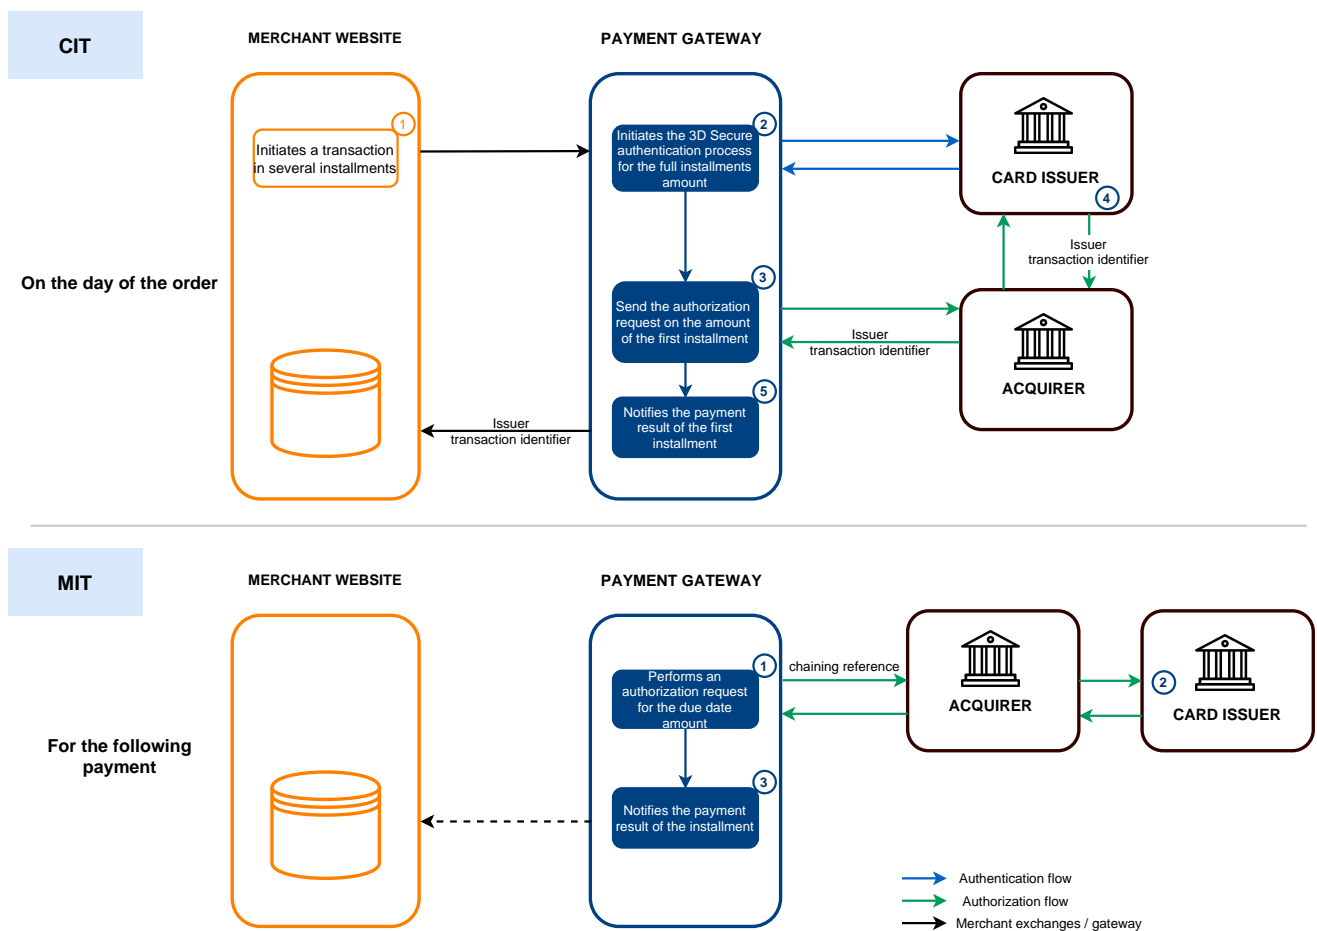 CIT
MERCHANT WEBSITE
PAYMENT GATEWAY
1
Initiates a transaction
in several installments
2
Initiates the 3D Secure
authentication process
for the full installments
amount
CARD ISSUER
4
Issuer
transaction identifier
On the day of the order
3
Send the authorization
request on the amount
of the first installment
Issuer
transaction identifier
ACQUIRER
5
Notifies the payment
result of the first
installment
Issuer
transaction identifier
MIT
MERCHANT WEBSITE
PAYMENT GATEWAY
1
Performs an
authorization request
for the due date
amount
chaining reference
ACQUIRER
2
CARD ISSUER
For the following
payment
3
Notifies the payment
result of the installment
Authentication flow
Authorization flow
Merchant exchanges / gateway